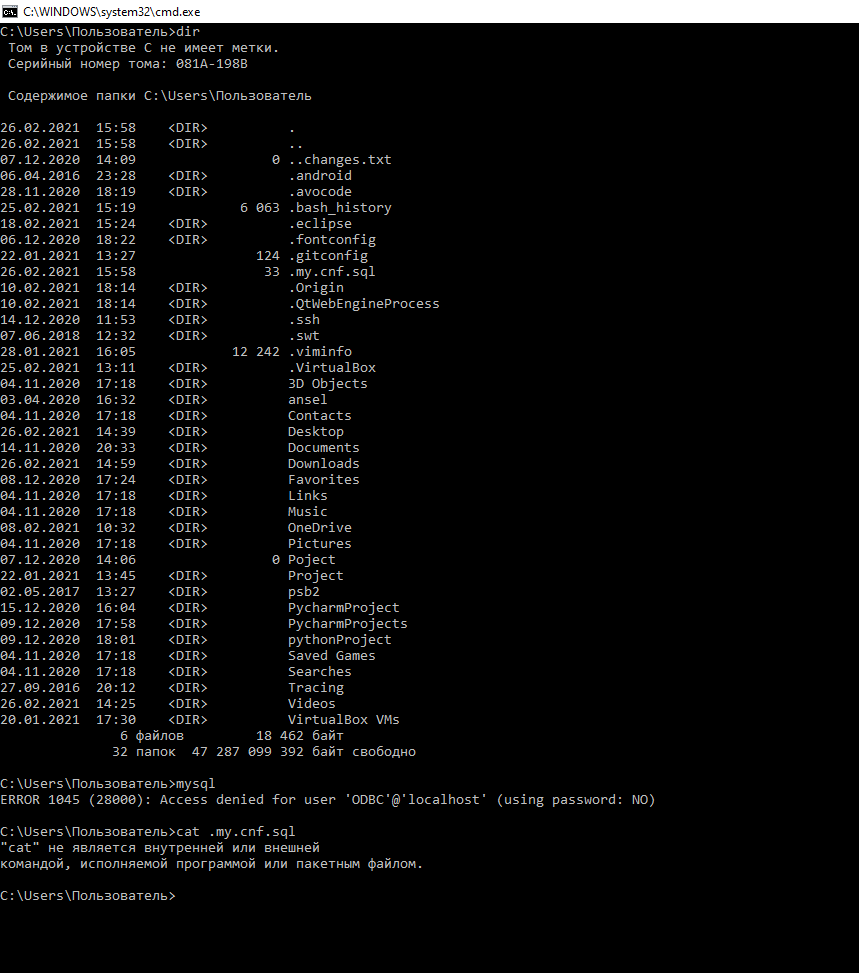 C:\WINDOWS\system32\cmd.exe
C:\Users\Пользователь>dir
 Том в устройстве C не имеет метки.
 Серийный номер тома: 081A-198B

 Содержимое папки C:\Users\Пользователь

26.02.2021  15:58    <DIR>          .
26.02.2021  15:58    <DIR>          ..
07.12.2020  14:09                 0 ..changes.txt
06.04.2016  23:28    <DIR>          .android
28.11.2020  18:19    <DIR>          .avocode
25.02.2021  15:19             6 063 .bash_history
18.02.2021  15:24    <DIR>          .eclipse
06.12.2020  18:22    <DIR>          .fontconfig
22.01.2021  13:27               124 .gitconfig
26.02.2021  15:58                33 .my.cnf.sql
10.02.2021  18:14    <DIR>          .Origin
10.02.2021  18:14    <DIR>          .QtWebEngineProcess
14.12.2020  11:53    <DIR>          .ssh
07.06.2018  12:32    <DIR>          .swt
28.01.2021  16:05            12 242 .viminfo
25.02.2021  13:11    <DIR>          .VirtualBox
04.11.2020  17:18    <DIR>          3D Objects
03.04.2020  16:32    <DIR>          ansel
04.11.2020  17:18    <DIR>          Contacts
26.02.2021  14:39    <DIR>          Desktop
14.11.2020  20:33    <DIR>          Documents
26.02.2021  14:59    <DIR>          Downloads
08.12.2020  17:24    <DIR>          Favorites
04.11.2020  17:18    <DIR>          Links
04.11.2020  17:18    <DIR>          Music
08.02.2021  10:32    <DIR>          OneDrive
04.11.2020  17:18    <DIR>          Pictures
07.12.2020  14:06                 0 Poject
22.01.2021  13:45    <DIR>          Project
02.05.2017  13:27    <DIR>          psb2
15.12.2020  16:04    <DIR>          PycharmProject
09.12.2020  17:58    <DIR>          PycharmProjects
09.12.2020  18:01    <DIR>          pythonProject
04.11.2020  17:18    <DIR>          Saved Games
04.11.2020  17:18    <DIR>          Searches
27.09.2016  20:12    <DIR>          Tracing
26.02.2021  14:25    <DIR>          Videos
20.01.2021  17:30    <DIR>          VirtualBox VMs
               6 файлов         18 462 байт
              32 папок  47 287 099 392 байт свободно

C:\Users\Пользователь>mysql
ERROR 1045 (28000): Access denied for user 'ODBC'@'localhost' (using password: NO)

C:\Users\Пользователь>cat .my.cnf.sql
"cat" не является внутренней или внешней
командой, исполняемой программой или пакетным файлом.

C:\Users\Пользователь>